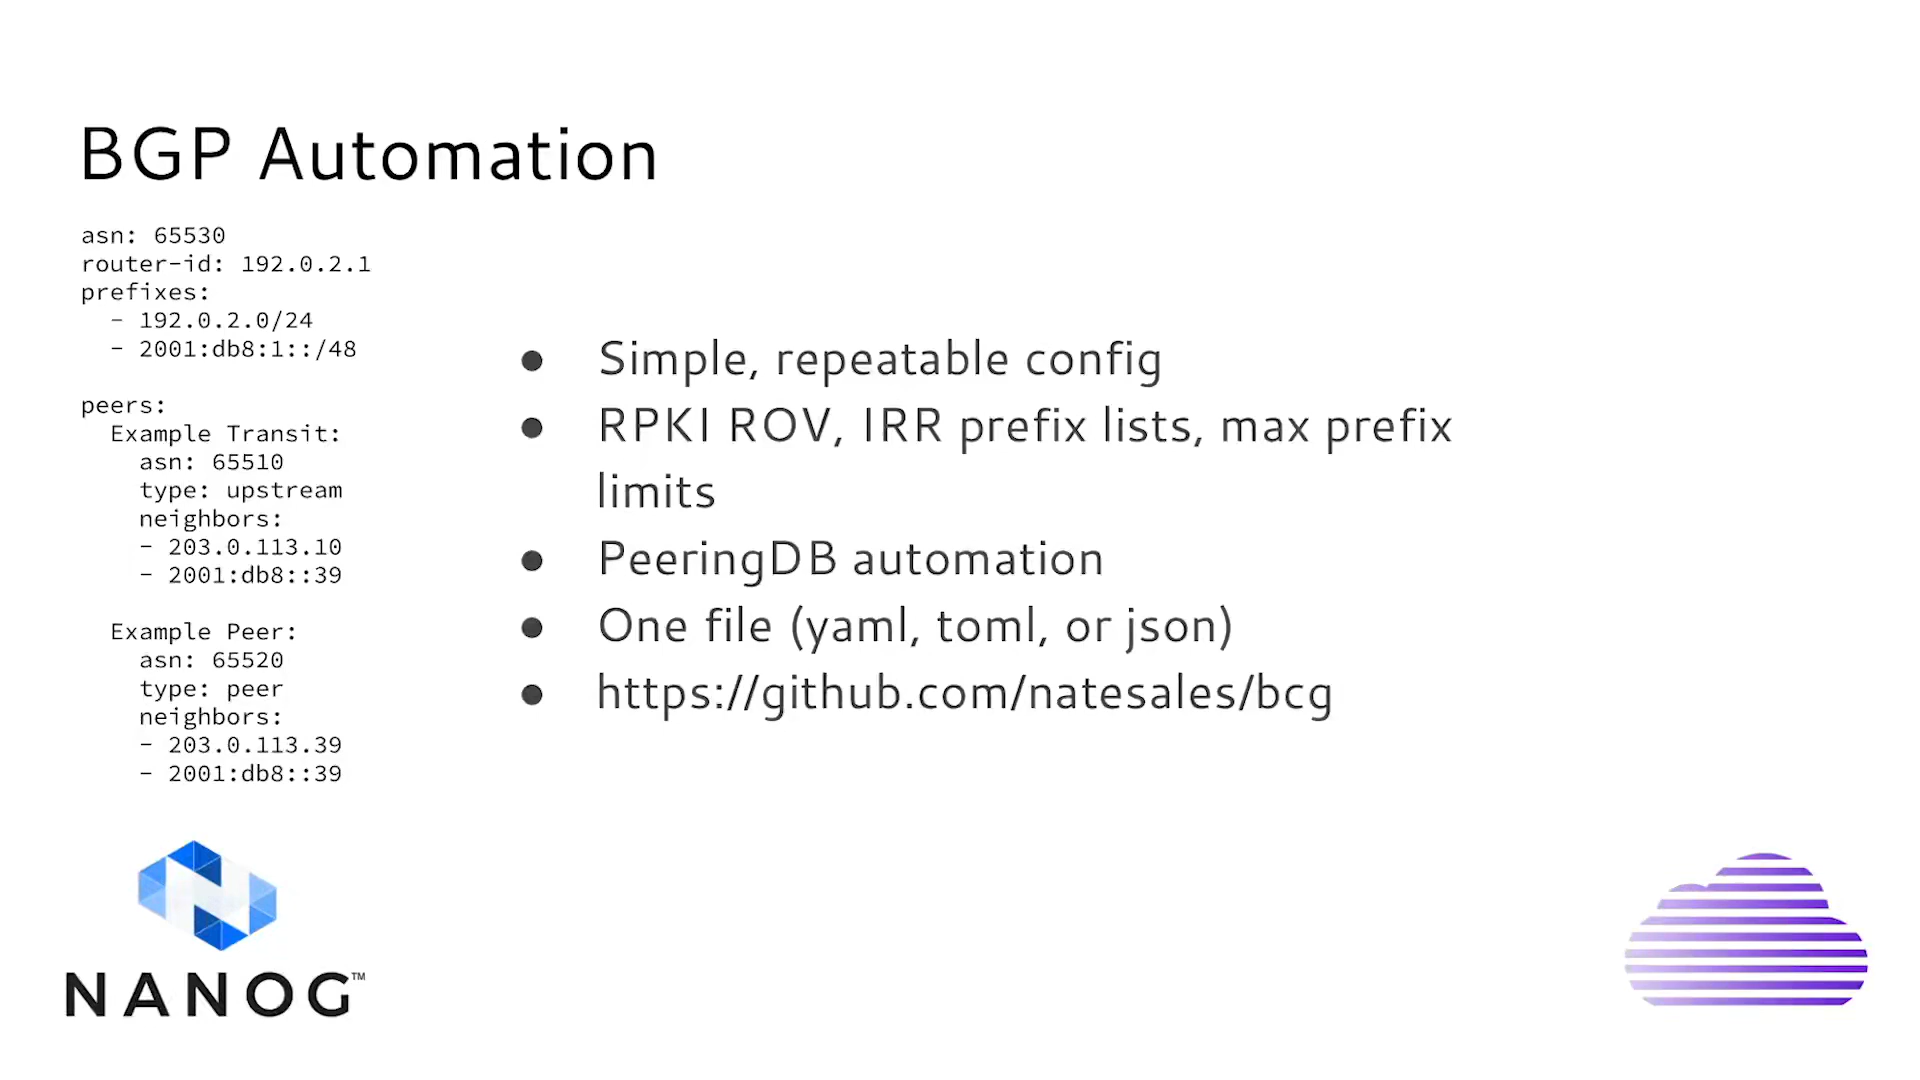 BGP Automation
asn: 65530
router-id: 192.0.2.1
prefixes:
  - 192.0.2.0/24
  - 2001:db8:1::/48

peers:
  Example Transit:
    asn: 65510
    type: upstream
    neighbors:
    - 203.0.113.10
    - 2001:db8::39

  Example Peer:
    asn: 65520
    type: peer
    neighbors:
    - 203.0.113.39
    - 2001:db8::39
● Simple, repeatable config
● RPKI ROV, IRR prefix lists, max prefix
limits
● PeeringDB automation
● One file (yaml, toml, or json)
● https://github.com/natesales/bcg
NANOG™